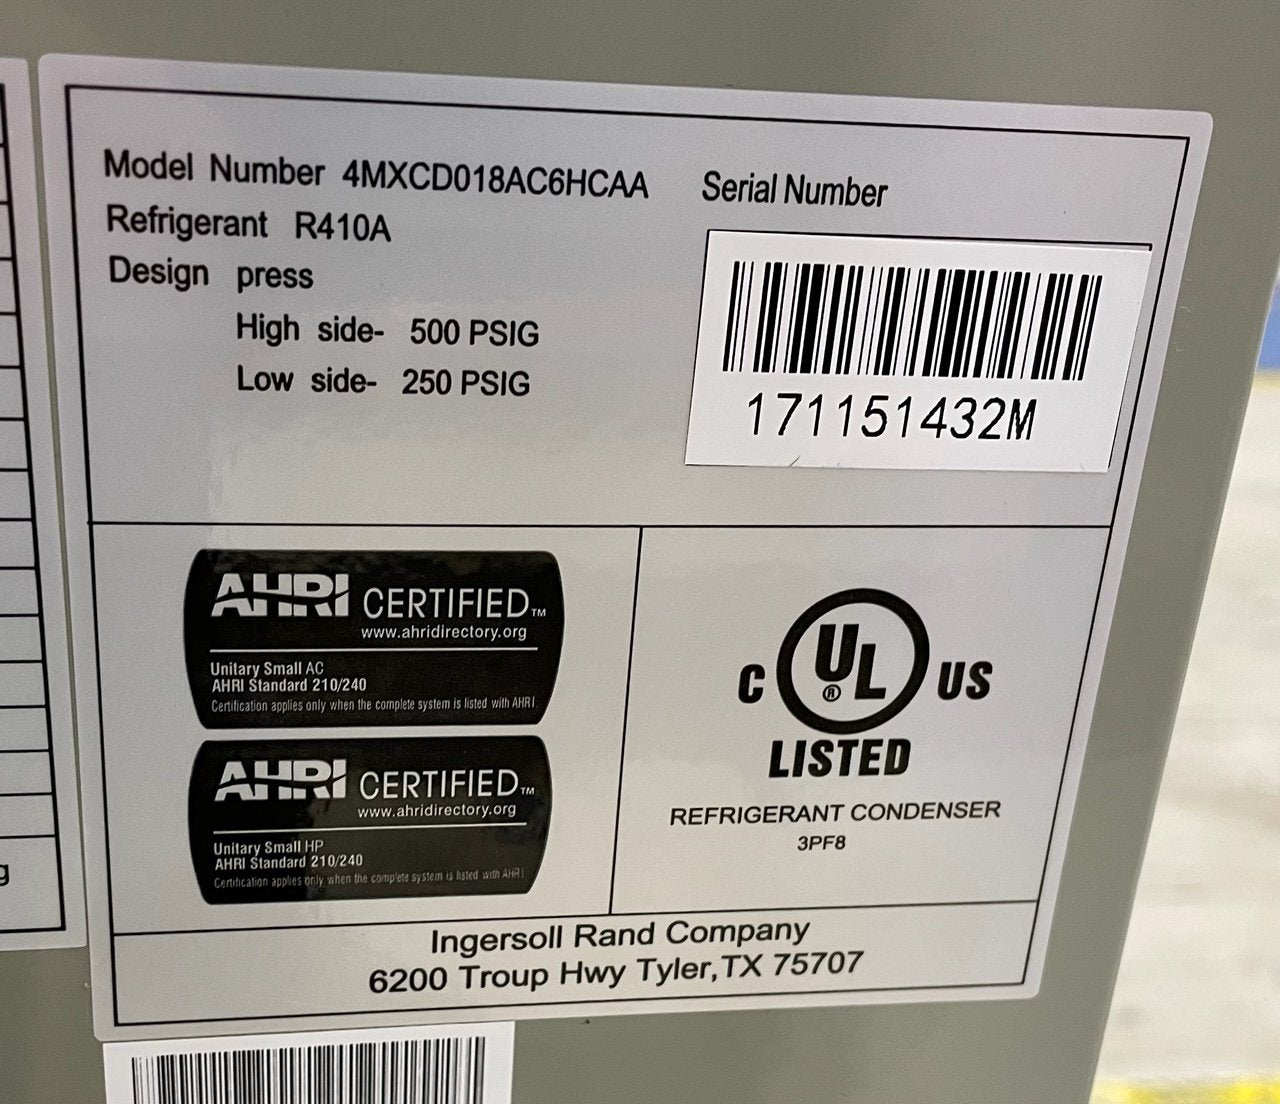 Model Number 4MXCD018AC6HCAA
Refrigerant R410A
Design press
High side- 500 PSIG
Low side- 250 PSIG
Serial Number
171151432M
AHRI CERTIFIED™
www.ahridirectory.org
Unitary Small AC
AHRI Standard 210/240
Certification applies only when the complete system is listed with AHRI.
AHRI CERTIFIED™
www.ahridirectory.org
Unitary Small HP
AHRI Standard 210/240
Certification applies only when the complete system is listed with AHRI.
C UL® US
LISTED
REFRIGERANT CONDENSER
3PF8
Ingersoll Rand Company
6200 Troup Hwy Tyler,TX 75707
g